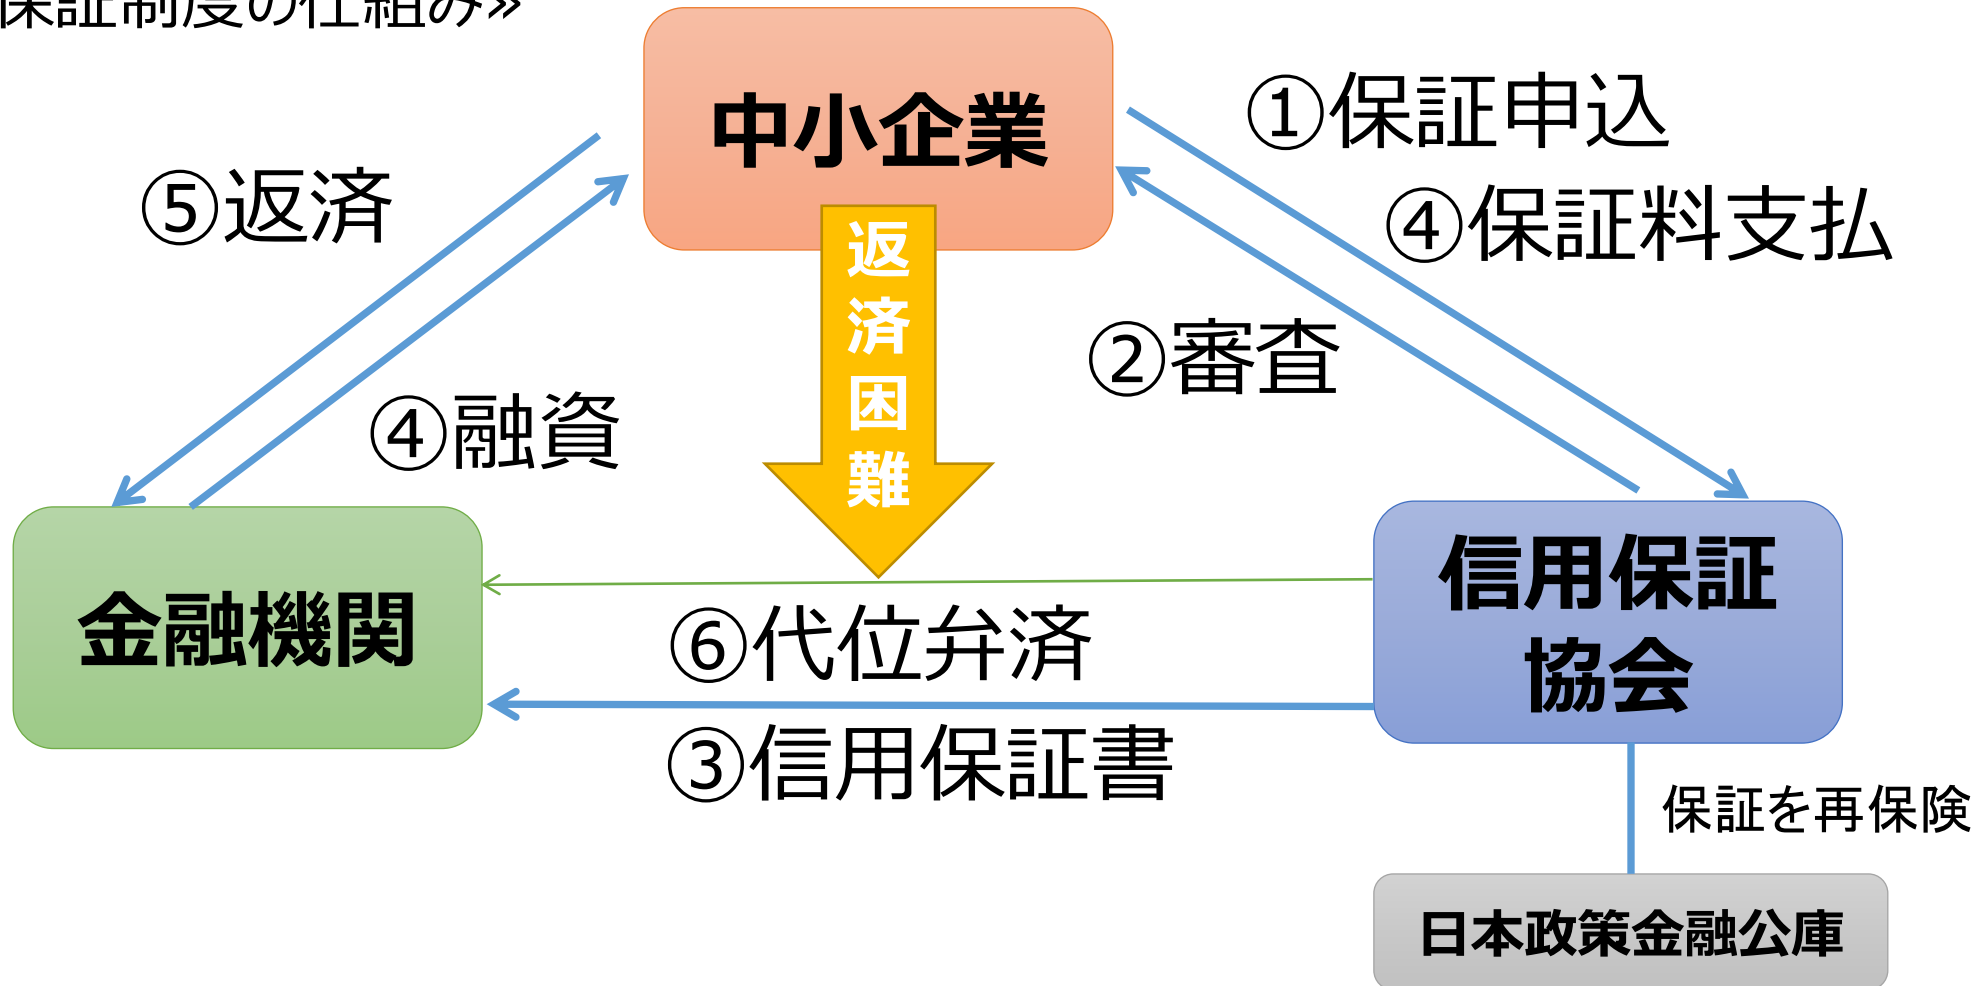 保証制度の仕組み»
中小企業
①保証申込
④保証料支払
⑤返済
返済困難
②審査
④融資
金融機関
信用保証
協会
⑥代位弁済
③信用保証書
保証を再保険
日本政策金融公庫